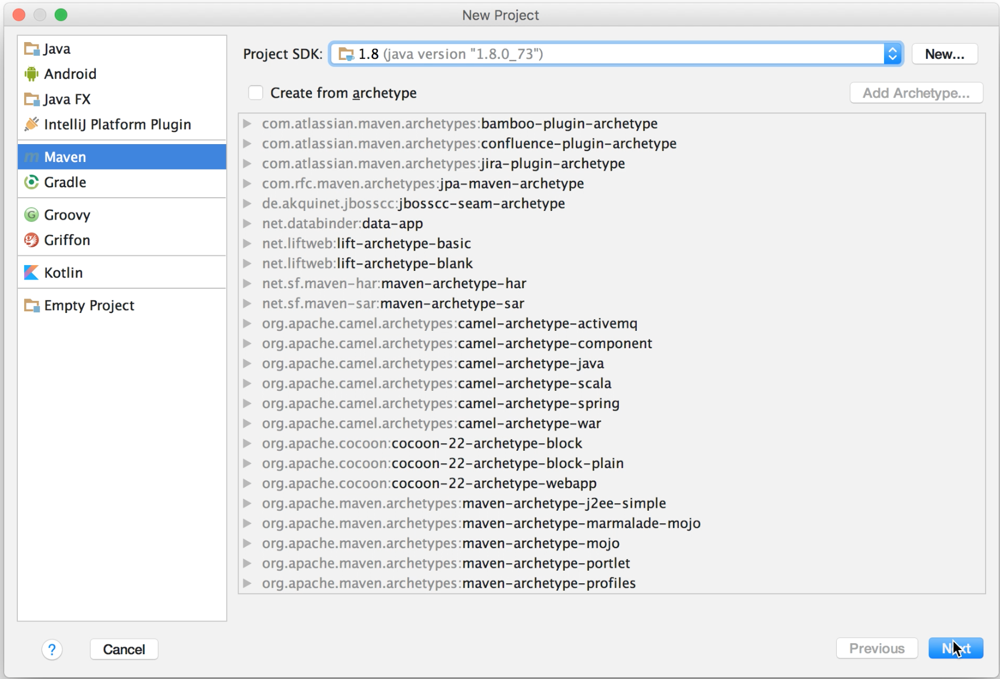 New Project
Java
Android
Java FX
IntelliJ Platform Plugin
Maven
Gradle
Groovy
Griffon
Kotlin
Empty Project
Project SDK: 1.8 (java version "1.8.0_73") New...
Create from archetype Add Archetype...
com.atlassian.maven.archetypes:bamboo-plugin-archetype
com.atlassian.maven.archetypes:confluence-plugin-archetype
com.atlassian.maven.archetypes:jira-plugin-archetype
com.rfc.maven.archetypes:jpa-maven-archetype
de.akquinet.jbosscc:jbosscc-seam-archetype
net.databinder:data-app
net.liftweb:lift-archetype-basic
net.liftweb:lift-archetype-blank
net.sf.maven-har:maven-archetype-har
net.sf.maven-sar:maven-archetype-sar
org.apache.camel.archetypes:camel-archetype-activemq
org.apache.camel.archetypes:camel-archetype-component
org.apache.camel.archetypes:camel-archetype-java
org.apache.camel.archetypes:camel-archetype-scala
org.apache.camel.archetypes:camel-archetype-spring
org.apache.camel.archetypes:camel-archetype-war
org.apache.cocoon:cocoon-22-archetype-block
org.apache.cocoon:cocoon-22-archetype-block-plain
org.apache.cocoon:cocoon-22-archetype-webapp
org.apache.maven.archetypes:maven-archetype-j2ee-simple
org.apache.maven.archetypes:maven-archetype-marmalade-mojo
org.apache.maven.archetypes:maven-archetype-mojo
org.apache.maven.archetypes:maven-archetype-portlet
org.apache.maven.archetypes:maven-archetype-profiles
? Cancel Previous Next